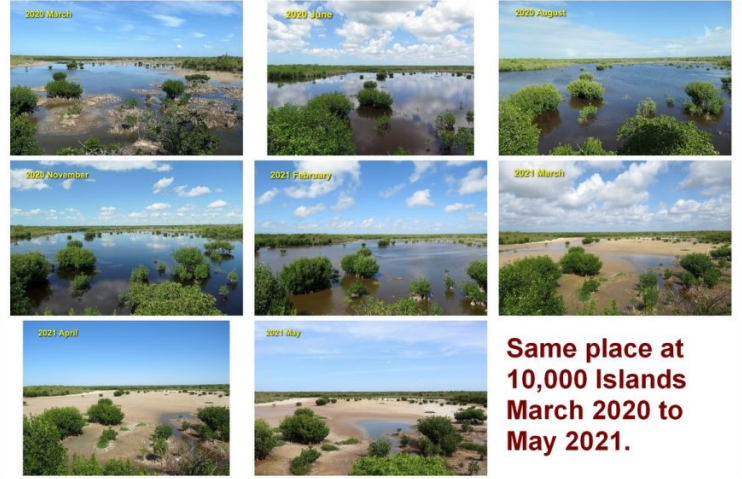 2020 March
2020 June
2020 August
2020 November
2021 February
2021 March
2021 April
2021 May
Same place at
10,000 Islands
March 2020 to
May 2021.